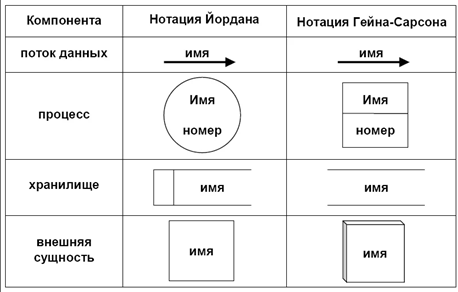 Компонента
Нотация Йордана
Нотация Гейна-Сарсона
поток данных
имя
имя
процесс
Имя
номер
Имя
номер
хранилище
имя
имя
внешняя
сущность
имя
имя